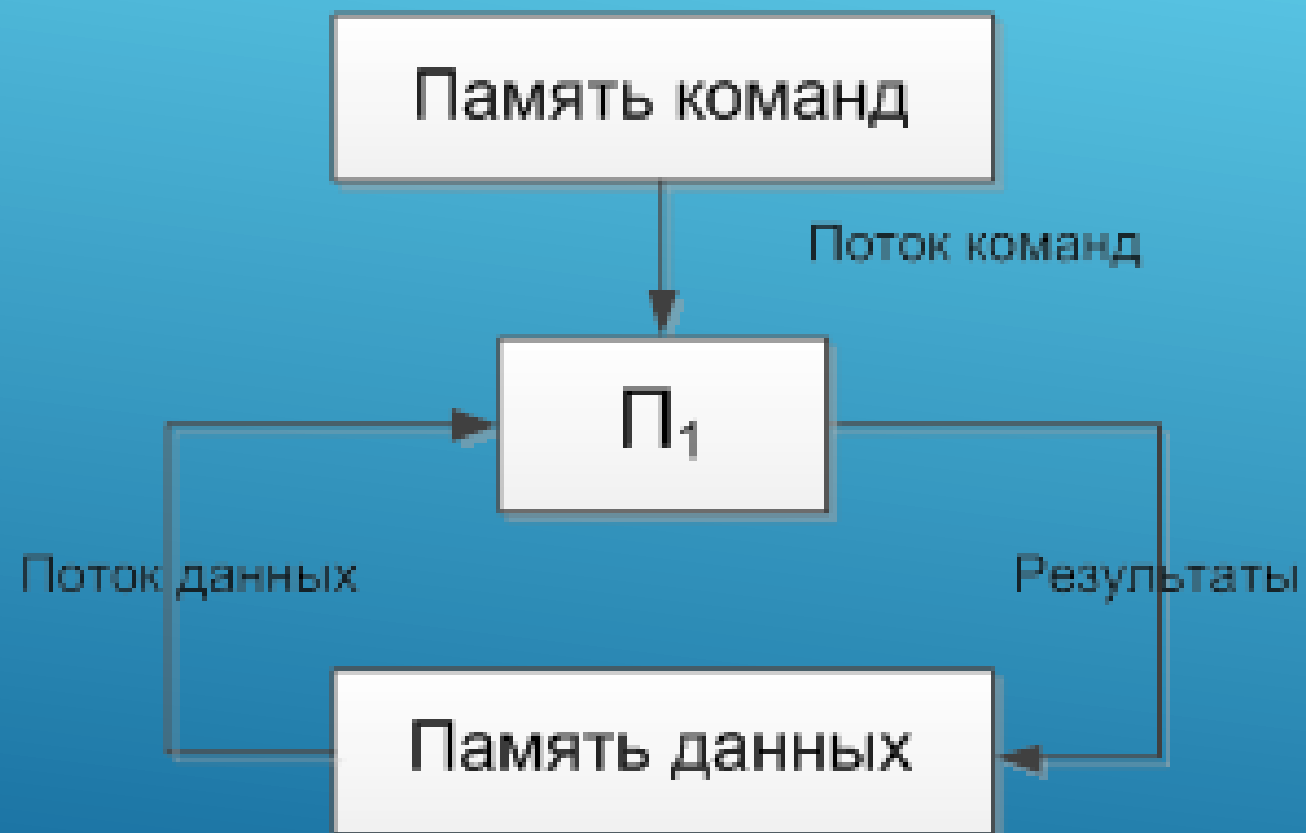 Память команд
Поток команд
П₁
Поток данных
Результаты
Память данных